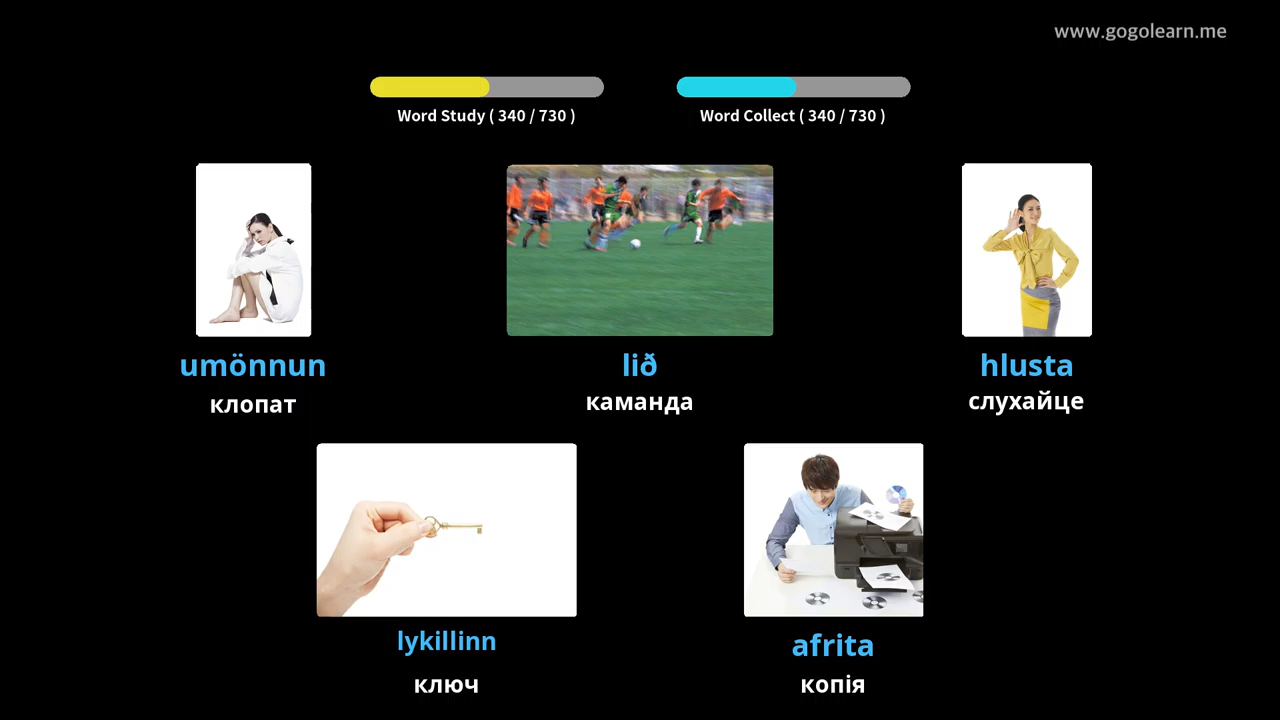 www.gogolearn.me
Word Study ( 340 / 730 )
Word Collect ( 340 / 730 )
umönnun
клопат
lið
каманда
hlusta
слухайце
lykillinn
ключ
afrita
копія